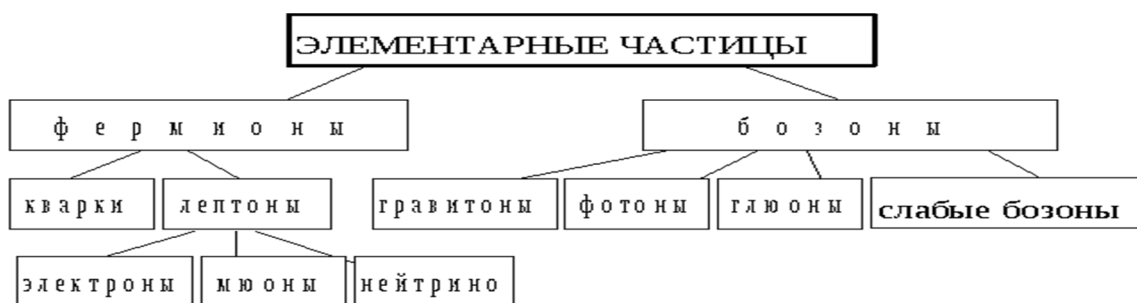 ЭЛЕМЕНТАРНЫЕ ЧАСТИЦЫ
фермионы бозоны
кварки лептоны гравитоны фотоны глюоны слабые бозоны
электроны мюоны нейтрино